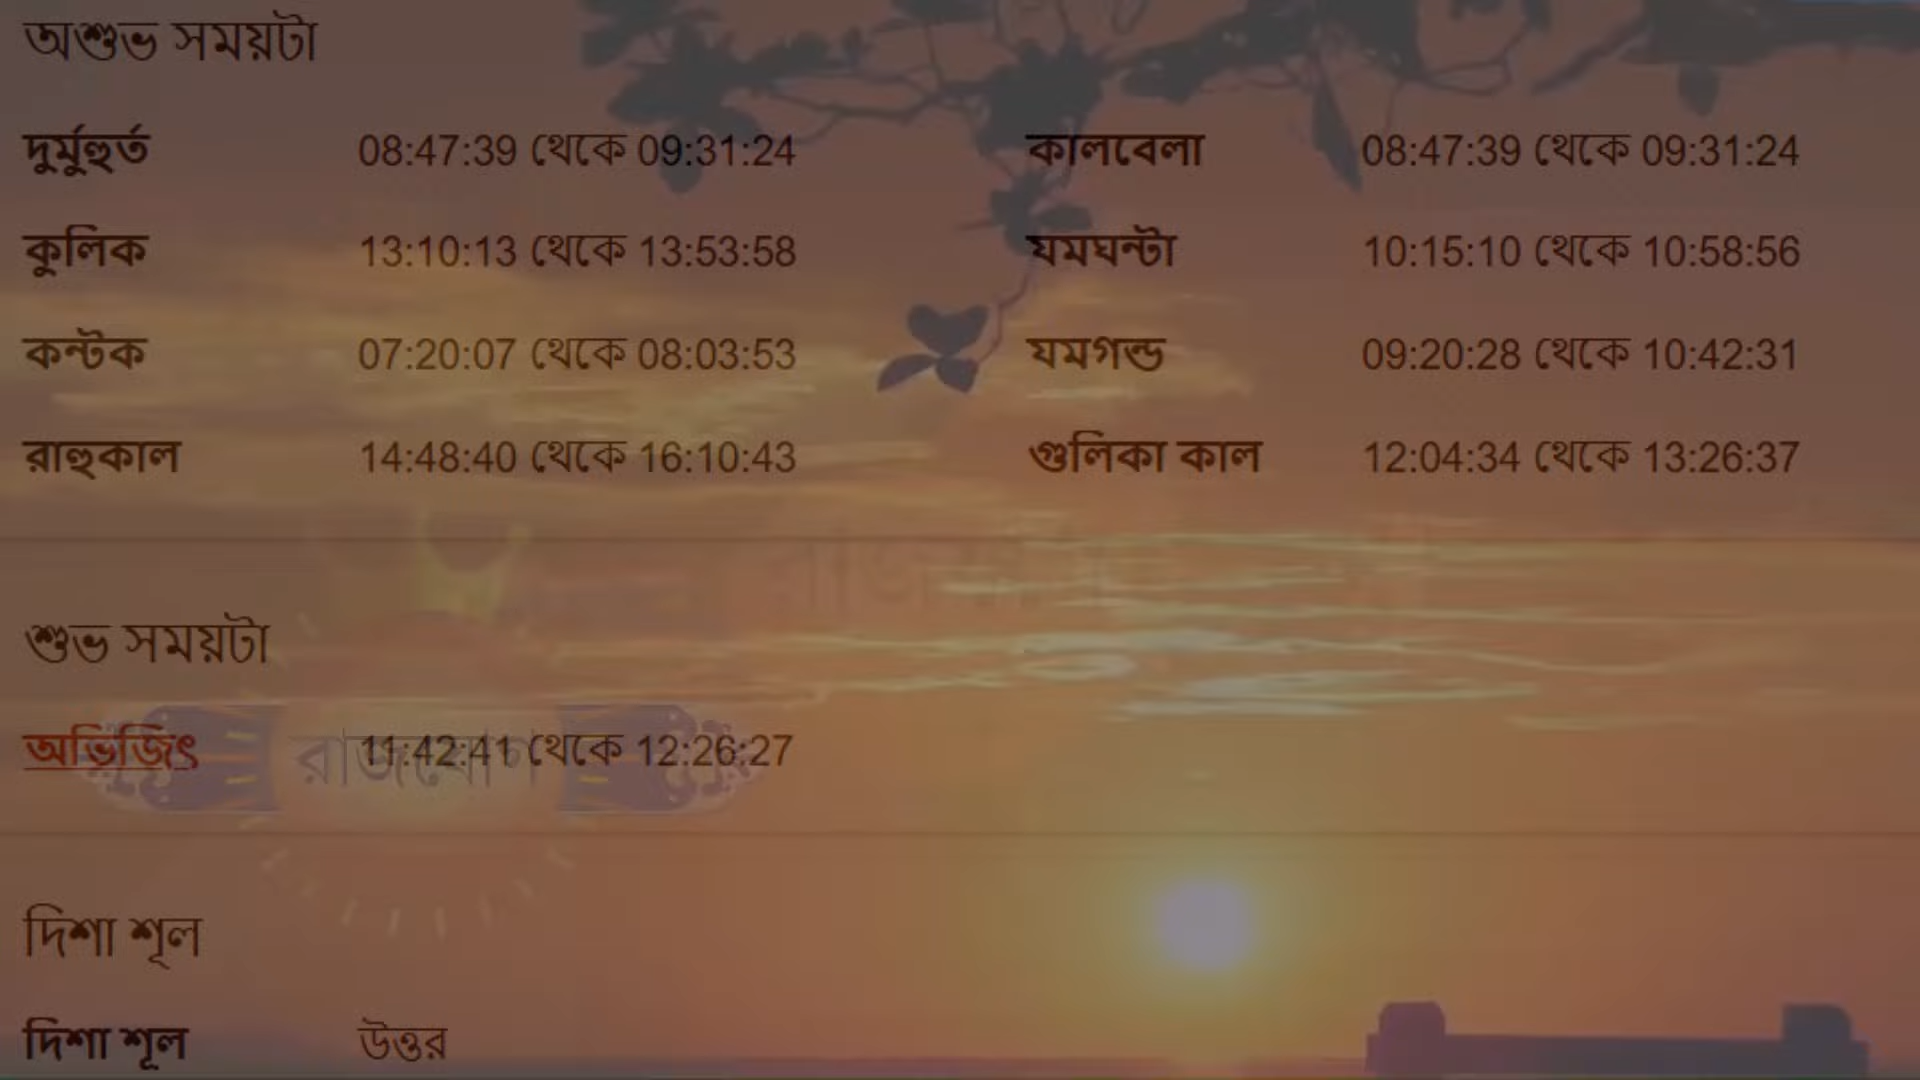 অশুভ সময়টা
দুর্মুহুর্ত 08:47:39 থেকে 09:31:24 কালবেলা 08:47:39 থেকে 09:31:24
কুলিক 13:10:13 থেকে 13:53:58 যমঘন্টা 10:15:10 থেকে 10:58:56
কন্টক 07:20:07 থেকে 08:03:53 যমগন্ড 09:20:28 থেকে 10:42:31
রাহুকাল 14:48:40 থেকে 16:10:43 গুলিকা কাল 12:04:34 থেকে 13:26:37
শুভ সময়টা
অভিজিৎ 11:42:41 থেকে 12:26:27
রাজযোগ
দিশা শূল
দিশা শূল উত্তর